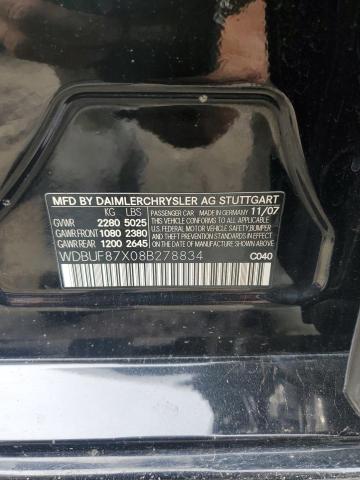 MFD BY DAIMLERCHRYSLER AG STUTTGART
KG LBS PASSENGER CAR MADE IN GERMANY 11/07
GVWR 2280 5025 THIS VEHICLE CONFORMS TO ALL
GAWR FRONT 1080 2380 APPLICABLE U.S. FEDERAL MOTOR
GAWR REAR 1200 2645 VEHICLE SAFETY, BUMPER, AND THEFT PREVENTION STANDARDS IN EFFECT ON THE DATE OF MANUFACTURE SHOWN ABOVE.
WDBUF87X08B278834 C040